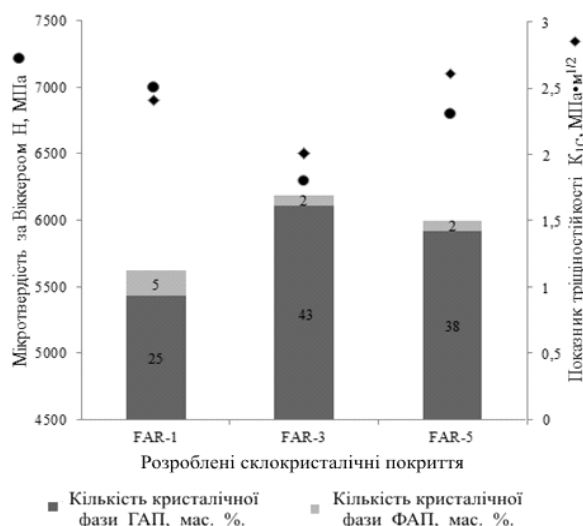 Мікротвердість за Віккерсом Н, МПа
7500
7000
6500
6000
5500
5000
4500
5
25
2
43
2
38
3
2,5
2
1,5
1
0,5
0
Показник тріщіностійкості K1C, МПа•м1/2
FAR-1 FAR-3 FAR-5
Розроблені склокристалічні покриття
Кількість кристалічної
фази ГАП, мас. %.
Кількість кристалічної
фази ФАП, мас. %.